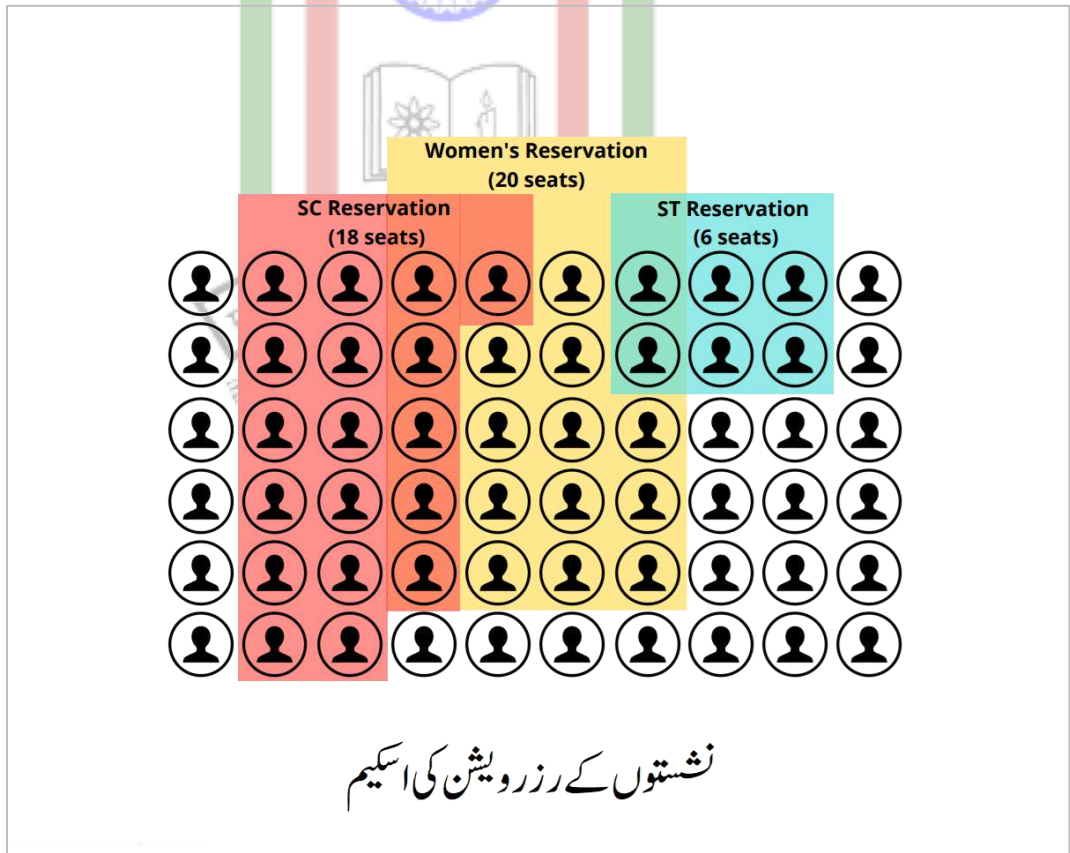 Women's Reservation
(20 seats)
SC Reservation
(18 seats)
ST Reservation
(6 seats)
نشستوں کے رزرویشن کی اسکیم